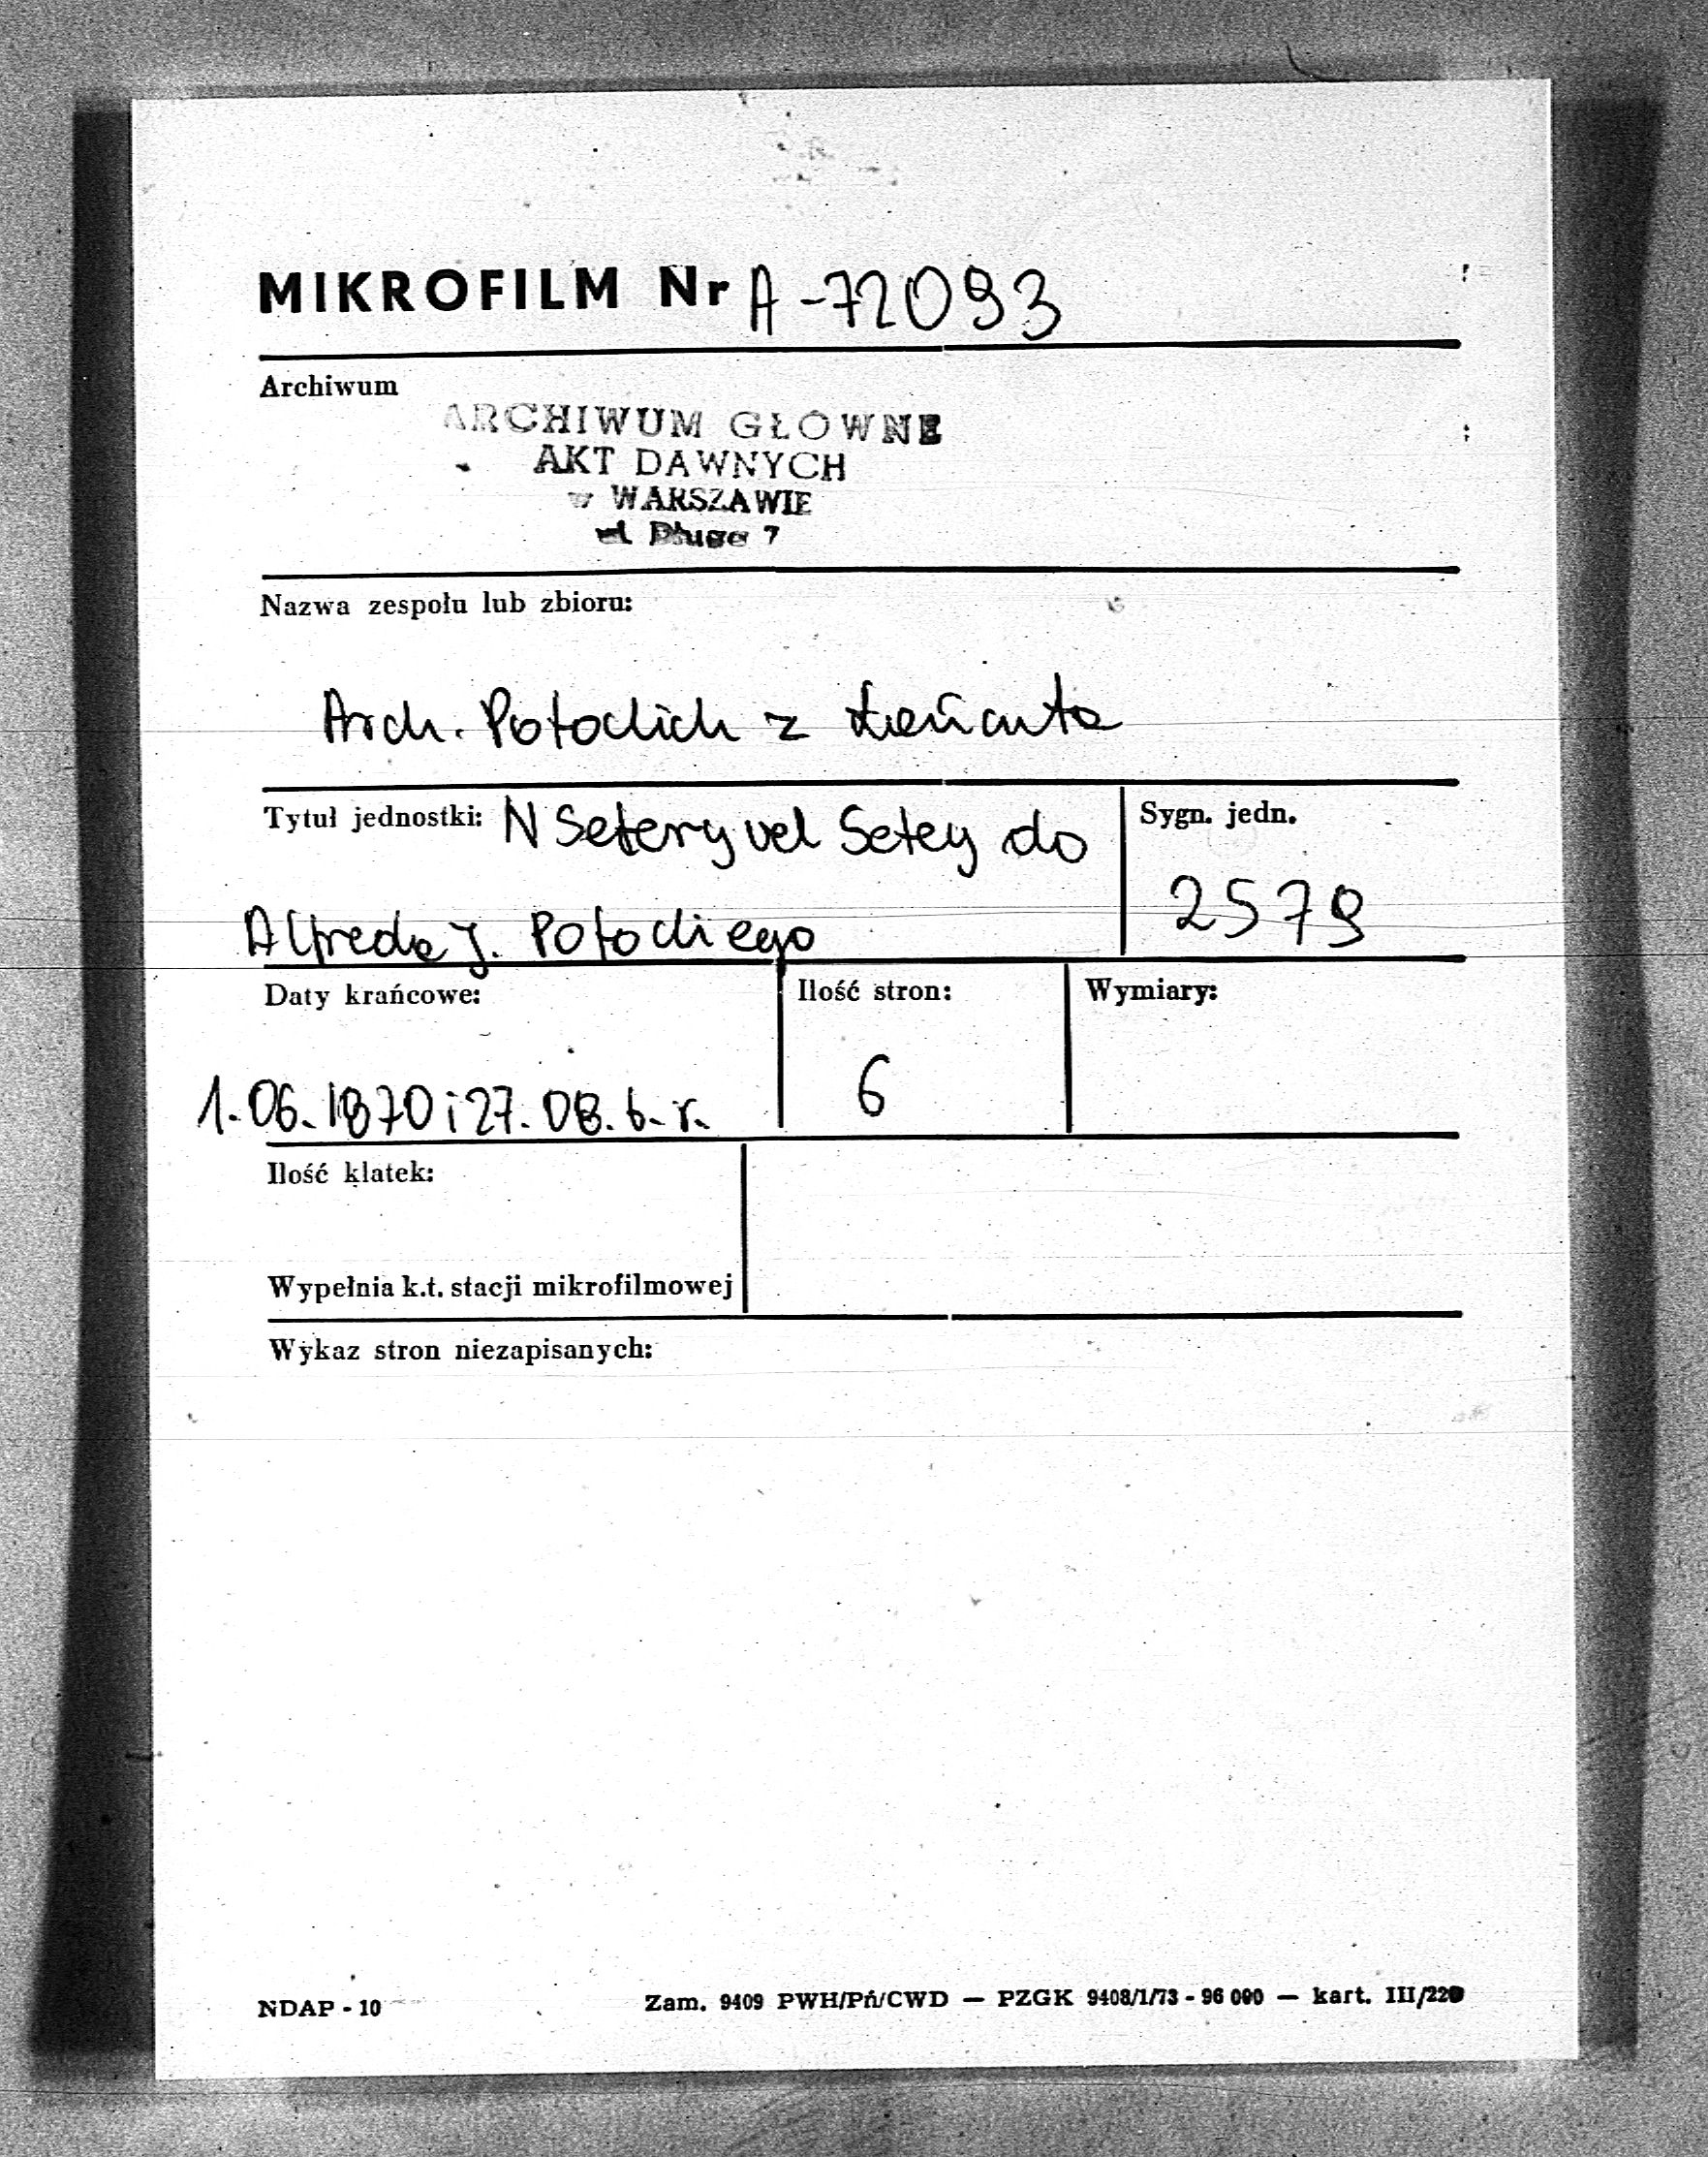 MIKROFILM Nr A-72093
Archiwum
ARCHIWUM GŁÓWNE
AKT DAWNYCH
w WARSZAWIE
ul. Długa 7
Nazwa zespołu lub zbioru:
Arch. Potockich z Łańcuta
Tytuł jednostki: N Setery vel Setey do
Alfreda J. Potockiego
Sygn. jedn.
2579
Daty krańcowe:
1.06.1870 i 27.08.b.r.
Ilość stron:
6
Wymiary:
Ilość klatek:
Wypełnia k.t. stacji mikrofilmowej
Wykaz stron niezapisanych:
NDAP - 10
Zam. 9409 PWH/Pń/CWD — PZGK 9408/1/73 - 96 000 — kart. III/220